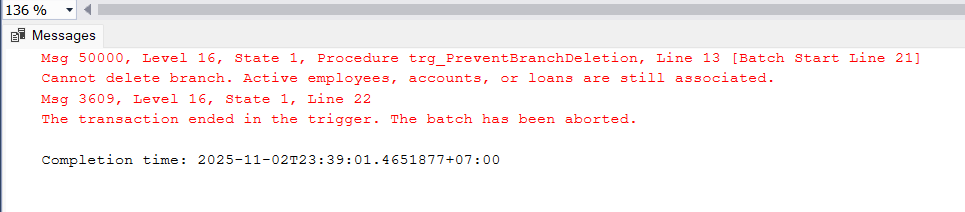 136 %
Messages
Msg 50000, Level 16, State 1, Procedure trg_PreventBranchDeletion, Line 13 [Batch Start Line 21]
Cannot delete branch. Active employees, accounts, or loans are still associated.
Msg 3609, Level 16, State 1, Line 22
The transaction ended in the trigger. The batch has been aborted.
Completion time: 2025-11-02T23:39:01.4651877+07:00